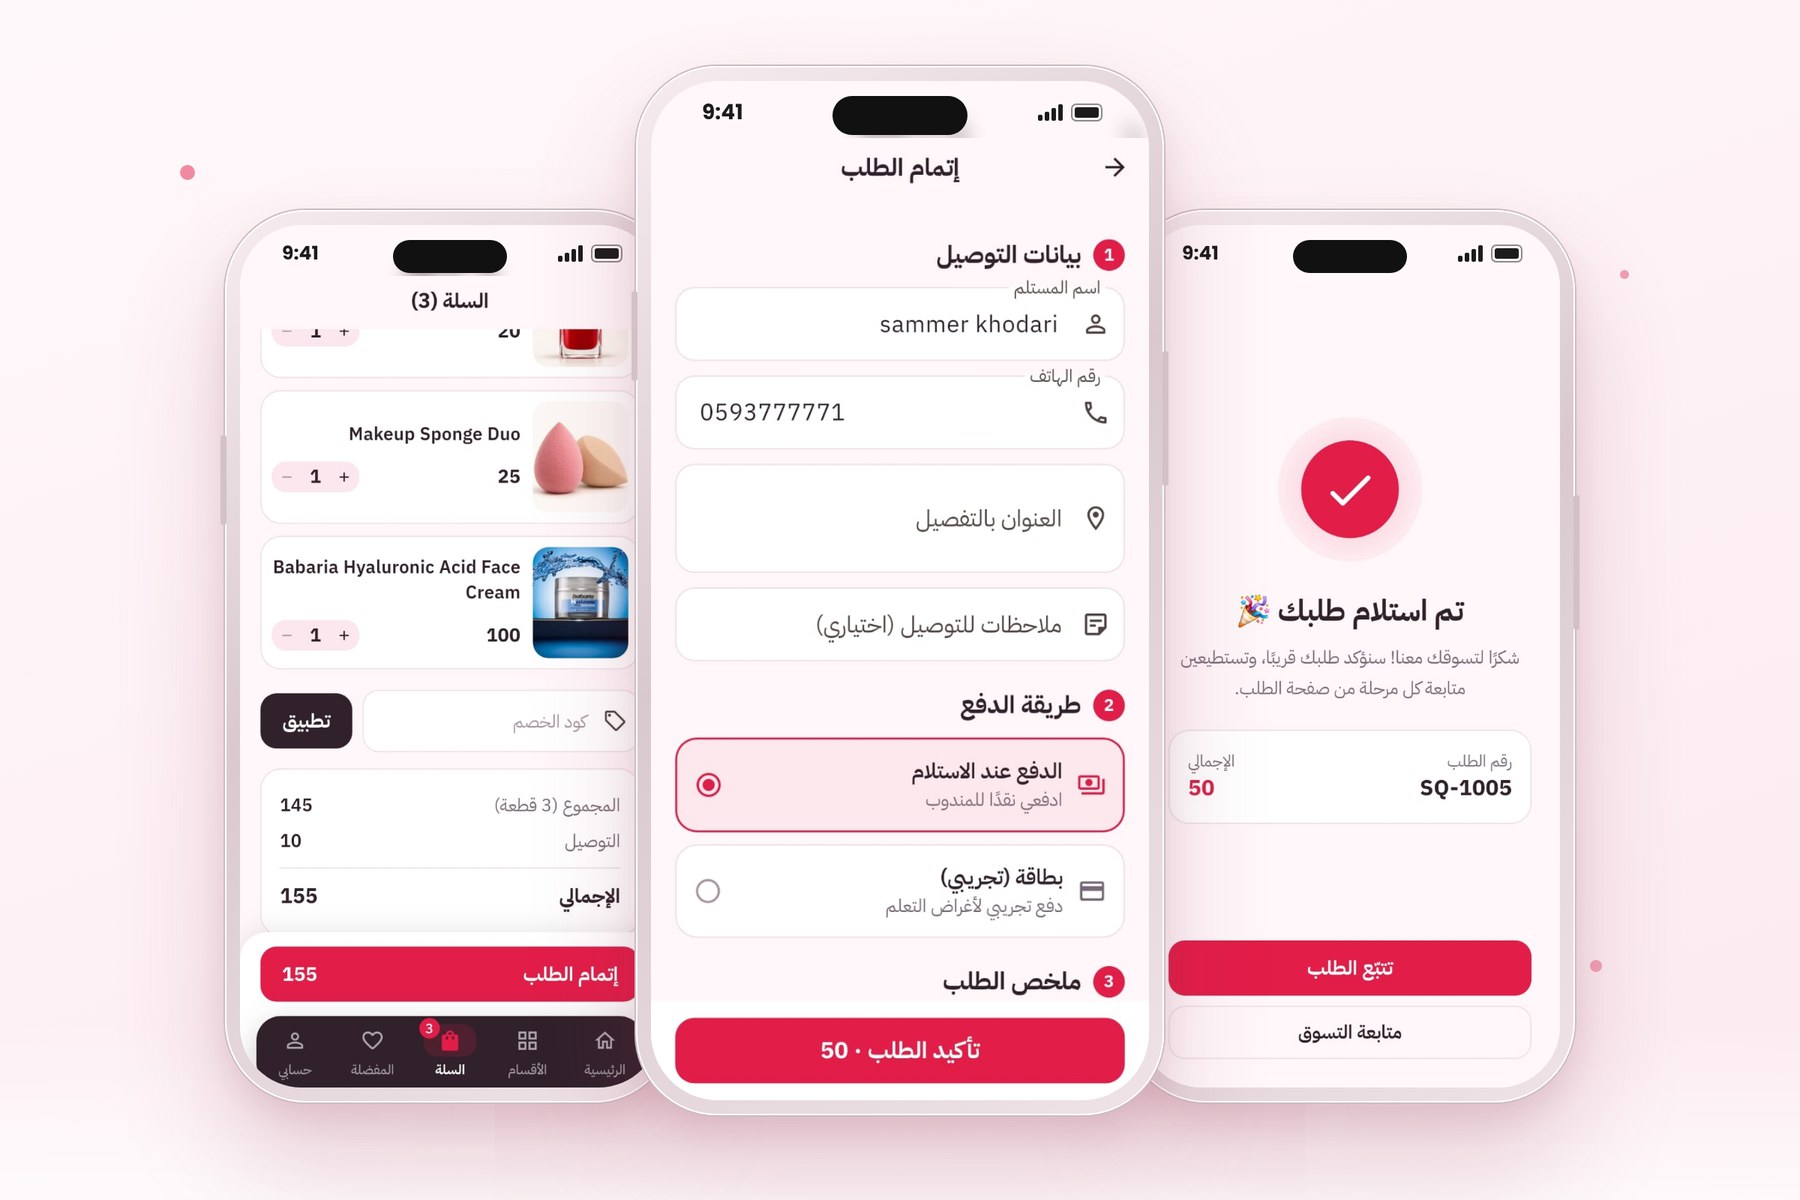 9:41
السلة (3)
20
− 1 +
Makeup Sponge Duo
25
− 1 +
Babaria Hyaluronic Acid Face
Cream
100
− 1 +
كود الخصم
تطبيق
المجموع (3 قطعة)
145
التوصيل
10
الإجمالي
155
إتمام الطلب
155
الرئيسية
الأقسام
3
السلة
المفضلة
حسابي
9:41
إتمام الطلب
1 بيانات التوصيل
اسم المستلم
sammer khodari
رقم الهاتف
0593777771
العنوان بالتفصيل
ملاحظات للتوصيل (اختياري)
2 طريقة الدفع
الدفع عند الاستلام
ادفعي نقدًا للمندوب
بطاقة (تجريبي)
دفع تجريبي لأغراض التعلم
3 ملخص الطلب
تأكيد الطلب · 50
9:41
تم استلام طلبك 🎉
شكرًا لتسوقك معنا! سنؤكد طلبك قريبًا، وتستطيعين
متابعة كل مرحلة من صفحة الطلب.
رقم الطلب
SQ-1005
الإجمالي
50
تتبّع الطلب
متابعة التسوق